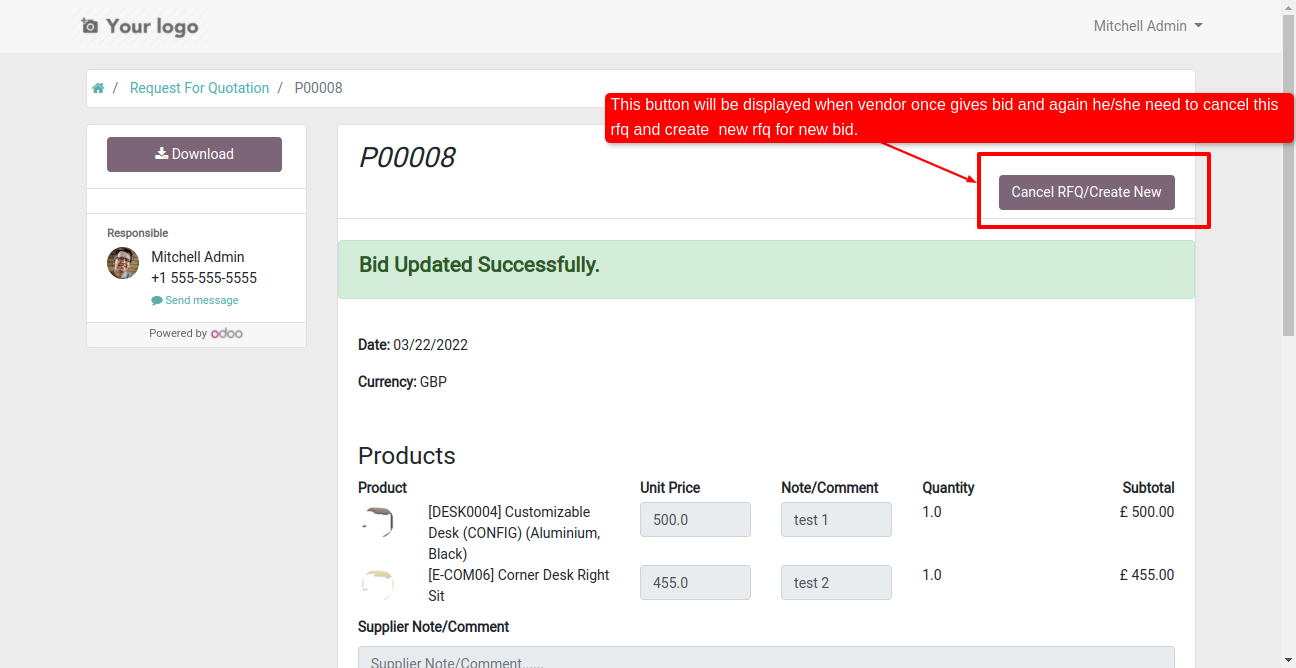 Your logo
Mitchell Admin
/ Request For Quotation / P00008
This button will be displayed when vendor once gives bid and again he/she need to cancel this
rfq and create  new rfq for new bid.
Download
P00008
Cancel RFQ/Create New
Responsible
Mitchell Admin
+1 555-555-5555
Send message
Powered by odoo
Bid Updated Successfully.
Date: 03/22/2022
Currency: GBP
Products
Product Unit Price Note/Comment Quantity Subtotal
[DESK0004] Customizable 500.0 test 1 1.0 £ 500.00
Desk (CONFIG) (Aluminium,
Black)
[E-COM06] Corner Desk Right 455.0 test 2 1.0 £ 455.00
Sit
Supplier Note/Comment
Supplier Note/Comment......